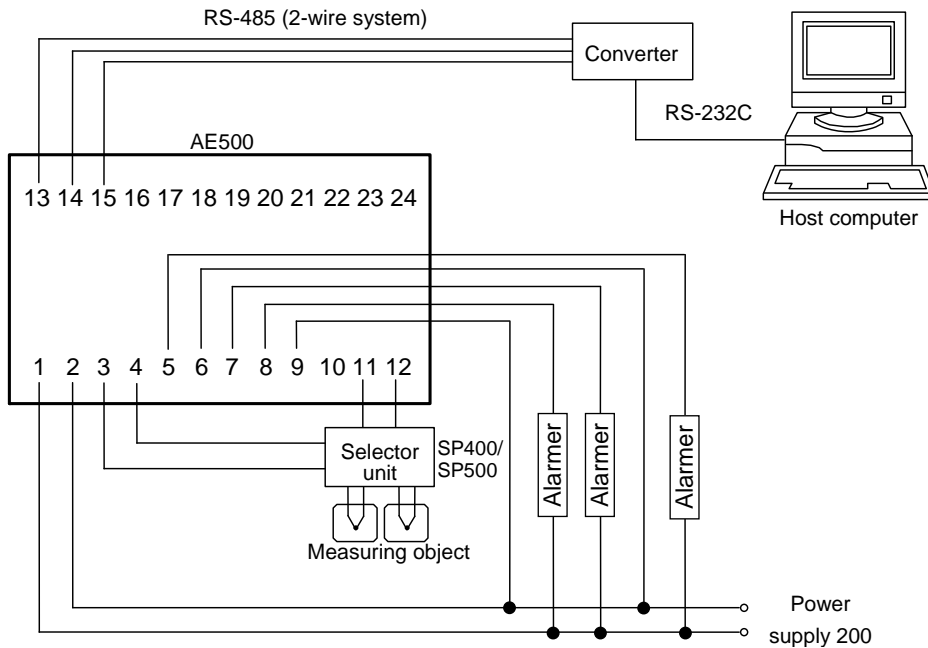 RS-485 (2-wire system)
Converter
RS-232C
AE500
13 14 15 16 17 18 19 20 21 22 23 24
Host computer
1 2 3 4 5 6 7 8 9 10 11 12
Selector
unit
SP400/
SP500
Alarmer
Alarmer
Alarmer
Measuring object
Power
supply 200